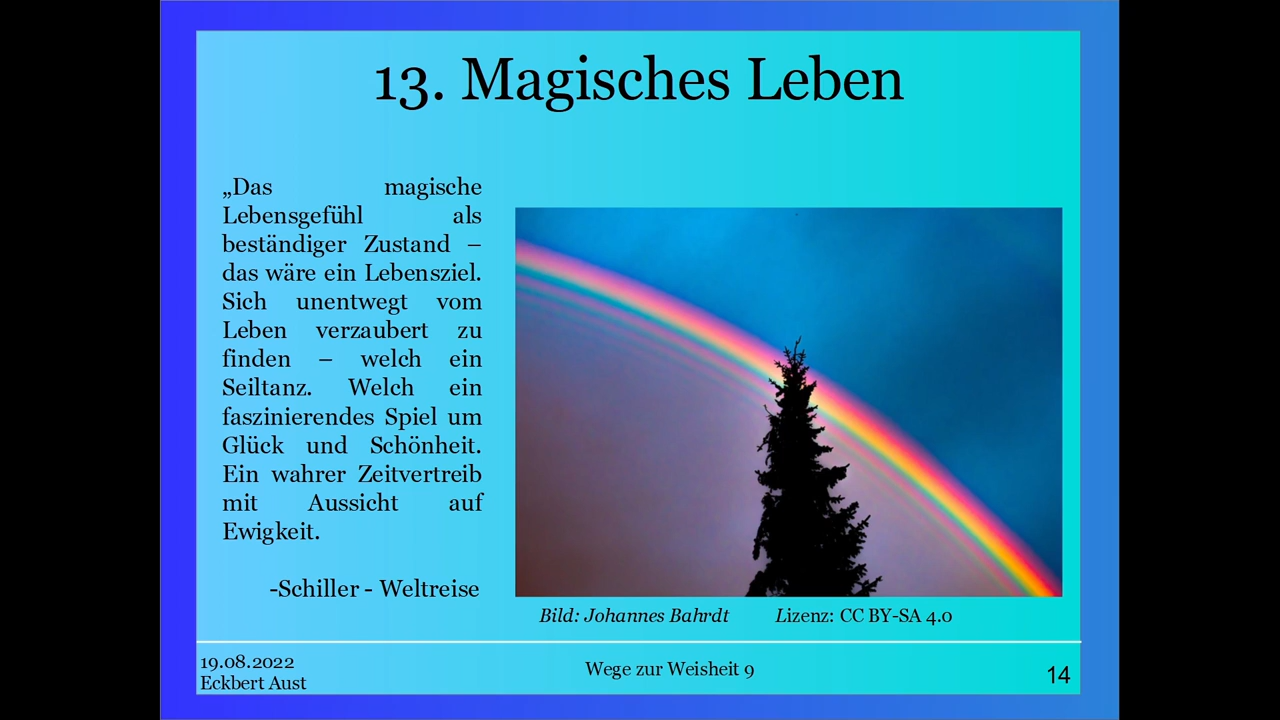 13. Magisches Leben
„Das magische
Lebensgefühl als
beständiger Zustand –
das wäre ein Lebensziel.
Sich unentwegt vom
Leben verzaubert zu
finden – welch ein
Seiltanz. Welch ein
faszinierendes Spiel um
Glück und Schönheit.
Ein wahrer Zeitvertreib
mit Aussicht auf
Ewigkeit.
-Schiller - Weltreise
Bild: Johannes Bahrdt Lizenz: CC BY-SA 4.0
19.08.2022
Eckbert Aust
Wege zur Weisheit 9
14